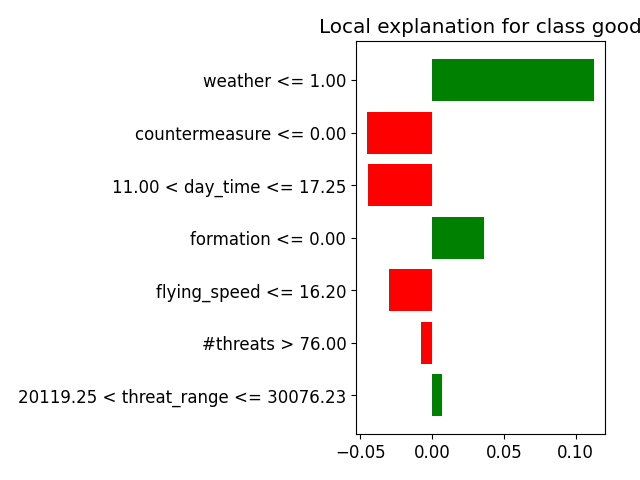 Local explanation for class good
weather <= 1.00
countermeasure <= 0.00
11.00 < day_time <= 17.25
formation <= 0.00
flying_speed <= 16.20
#threats > 76.00
20119.25 < threat_range <= 30076.23
−0.05 0.00 0.05 0.10